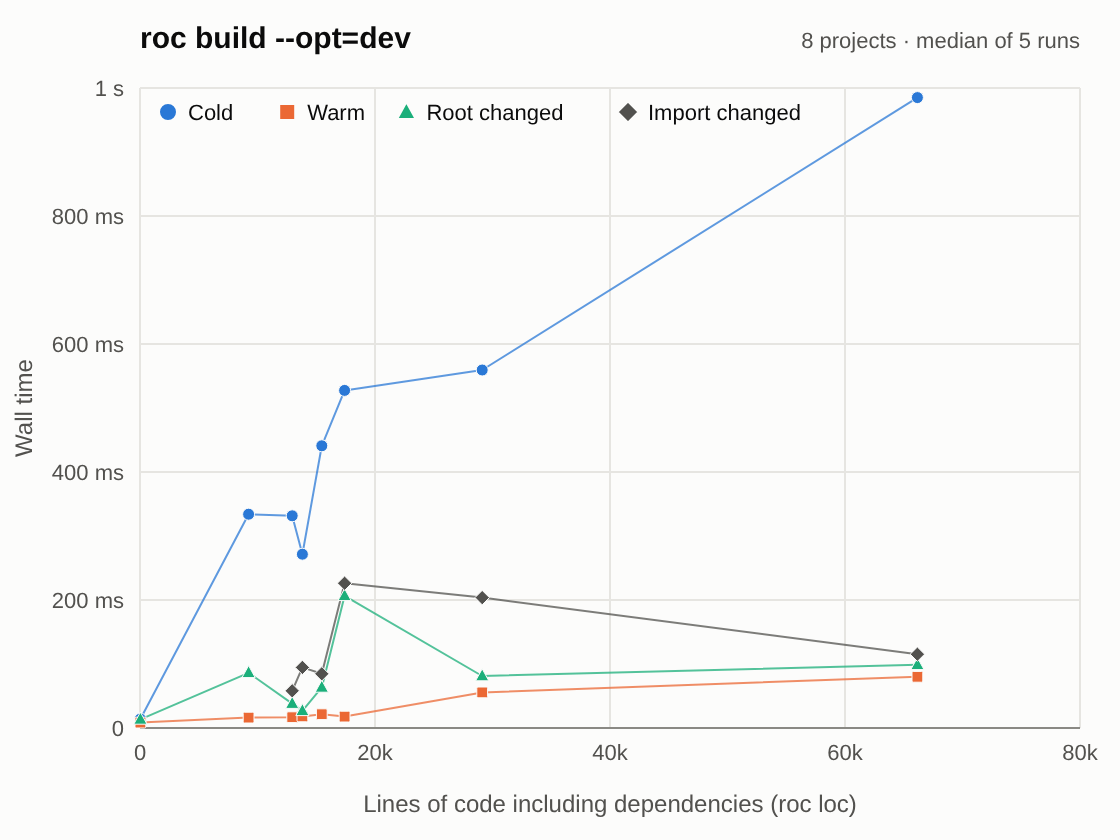 roc build --opt=dev
8 projects · median of 5 runs
1 s
Cold
Warm
Root changed
Import changed
800 ms
600 ms
400 ms
200 ms
0
Wall time
0
20k
40k
60k
80k
Lines of code including dependencies (roc loc)